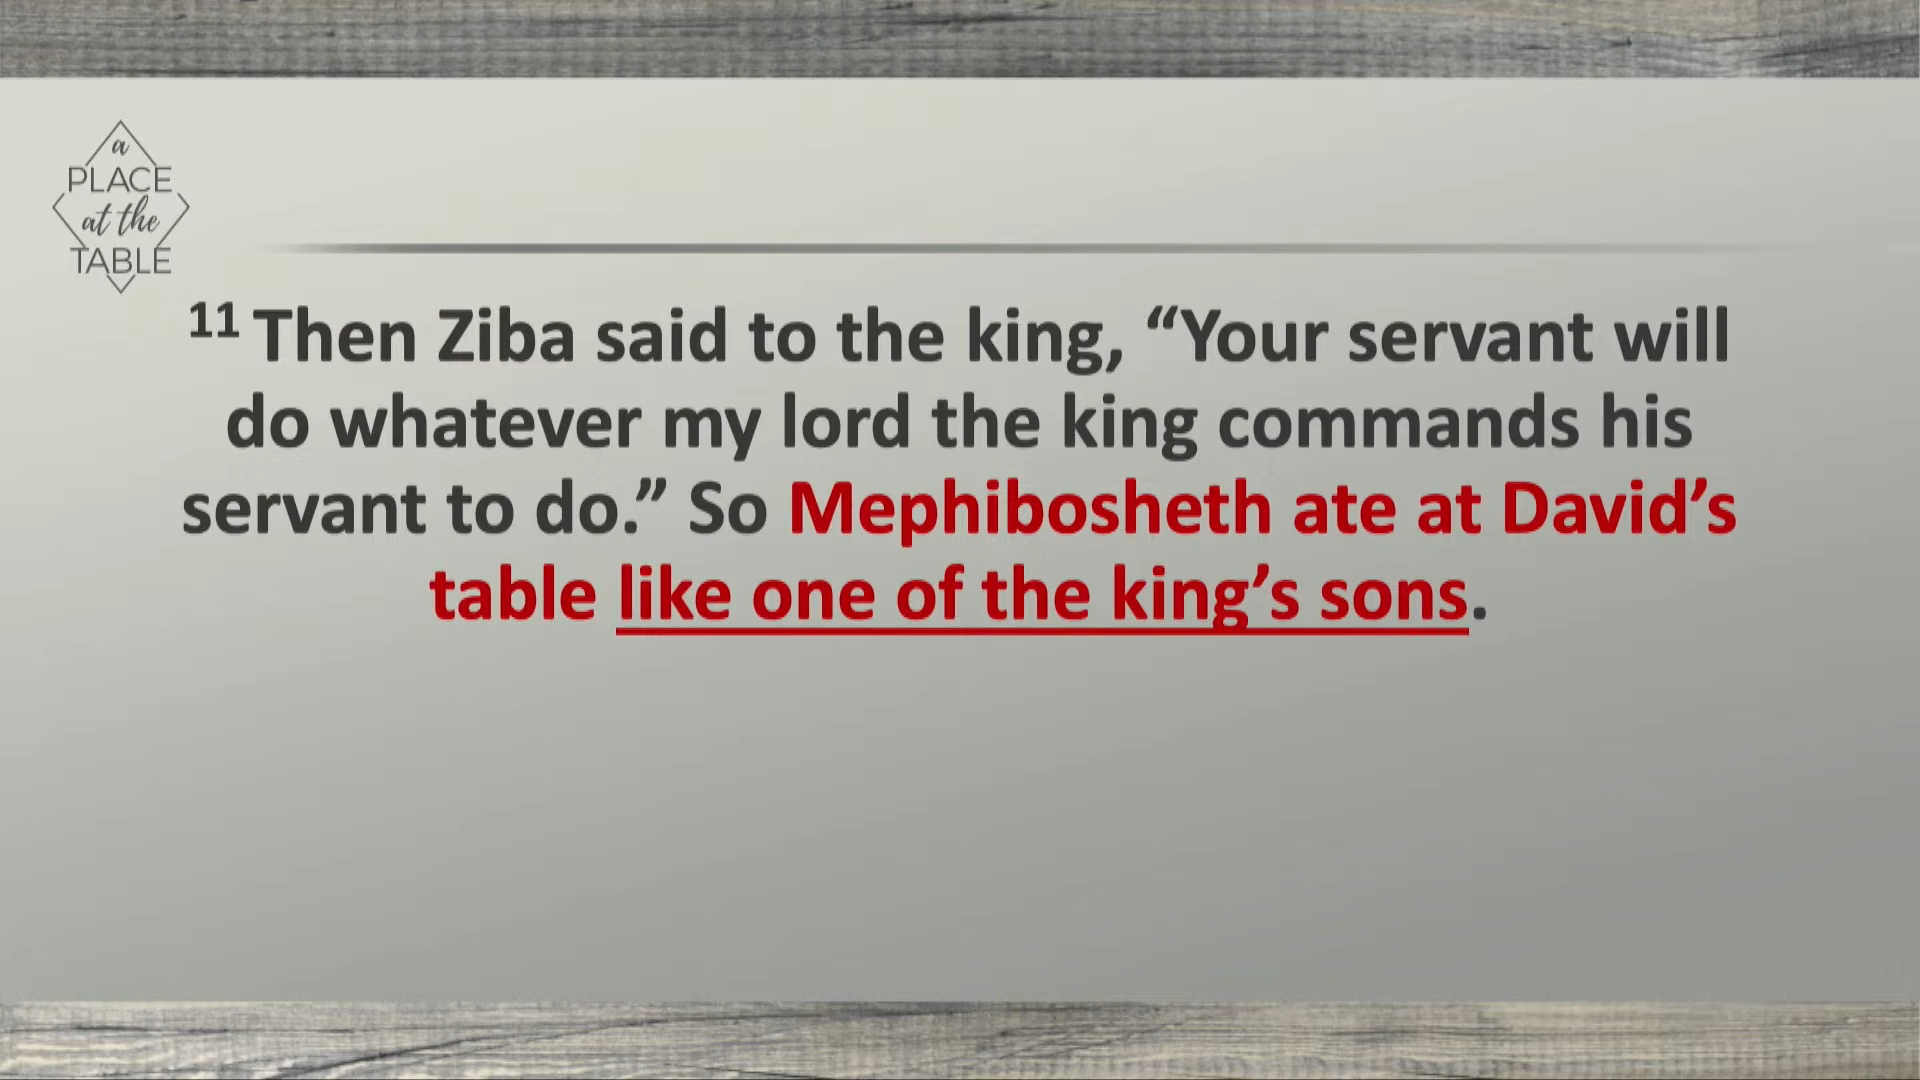 a
PLACE
at the
TABLE
11 Then Ziba said to the king, “Your servant will
do whatever my lord the king commands his
servant to do.” So Mephibosheth ate at David’s
table like one of the king’s sons.